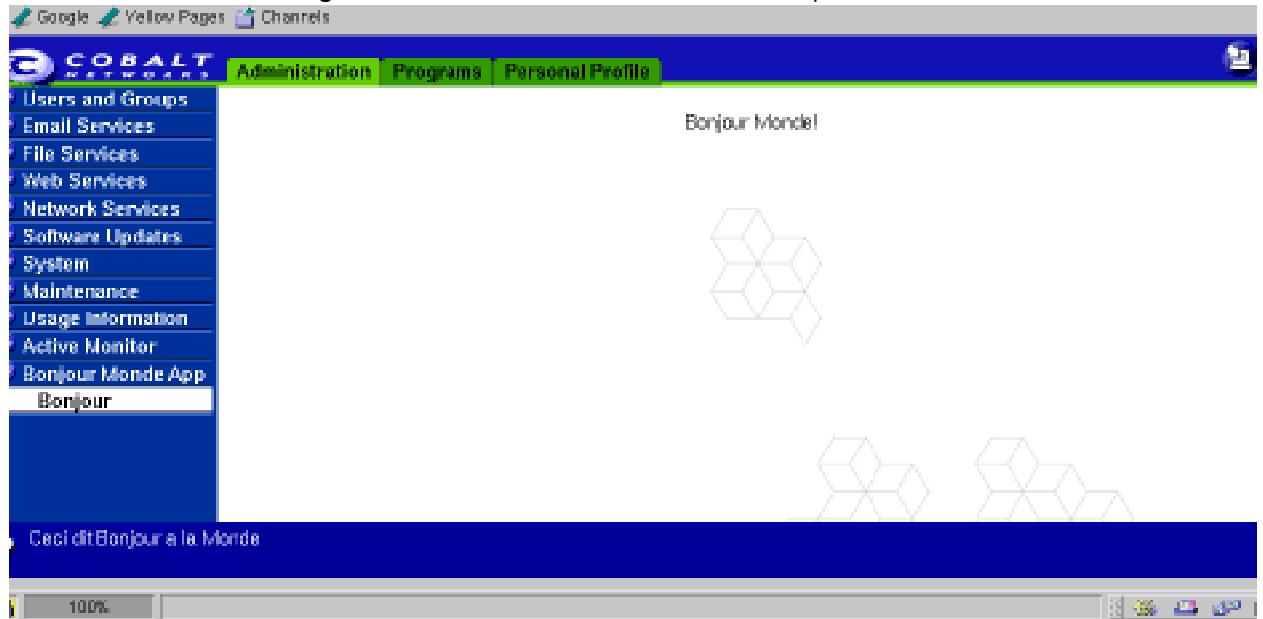 Google Yellow Pages Channels
COBALT
NETWORKS
Administration Programs Personal Profile
Users and Groups
Email Services
File Services
Web Services
Network Services
Software Updates
System
Maintenance
Usage Information
Active Monitor
Bonjour Monde App
Bonjour
Bonjour Monde!
Ceci dit Bonjour a la Monde
100%